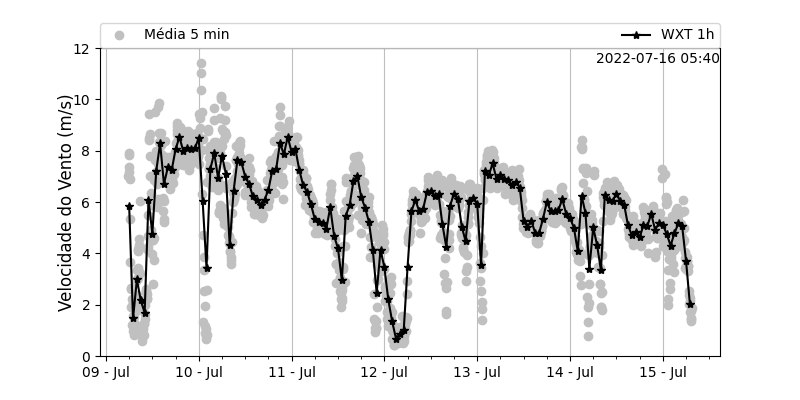 Média 5 min
WXT 1h
2022-07-16 05:40
Velocidade do Vento (m/s)
12
10
8
6
4
2
0
09 - Jul
10 - Jul
11 - Jul
12 - Jul
13 - Jul
14 - Jul
15 - Jul